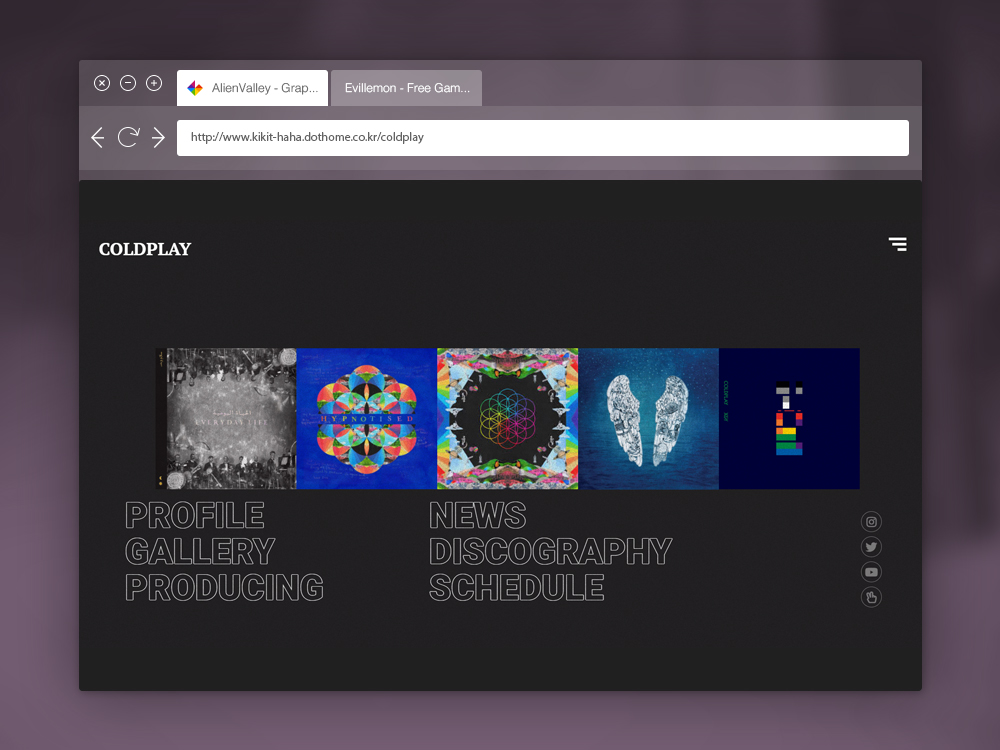 AlienValley - Grap...
Evillemon - Free Gam...
http://www.kikit-haha.dothome.co.kr/coldplay
COLDPLAY
EVERYDAY LIFE
HYPNOTISED
COLDPLAY
PROFILE
NEWS
GALLERY
DISCOGRAPHY
PRODUCING
SCHEDULE